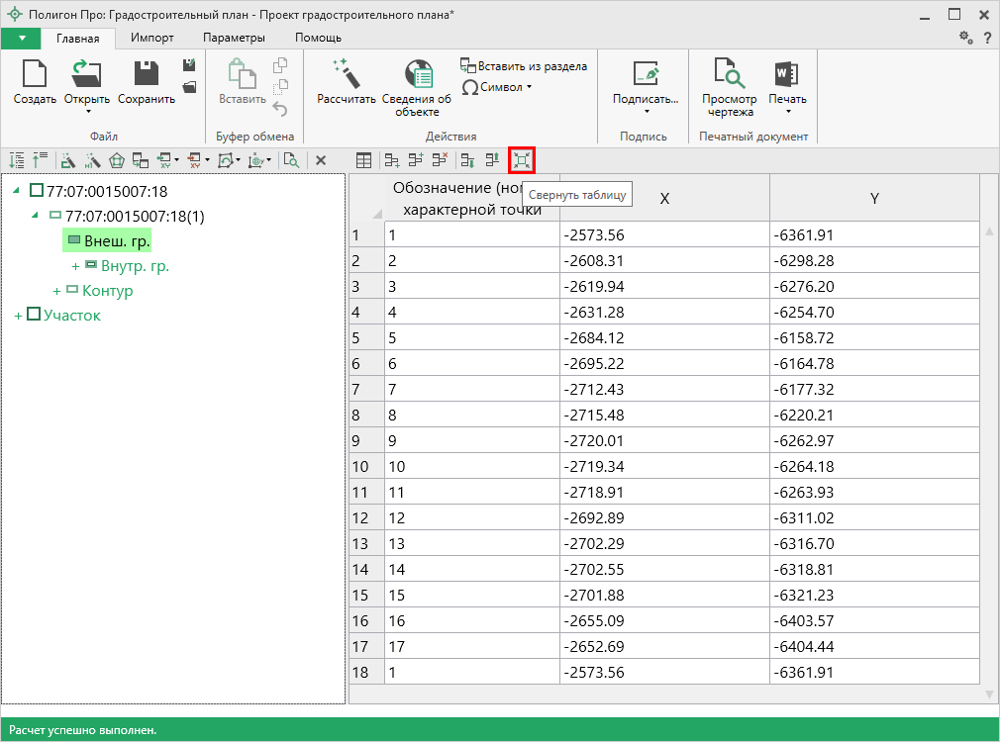 Полигон Про: Градостроительный план - Проект градостроительного плана*
Главная Импорт Параметры Помощь
?
Создать Открыть Сохранить
Файл
Вставить
Буфер обмена
Рассчитать Сведения об объекте
Вставить из раздела
Символ
Действия
Подписать...
Подпись
Просмотр чертежа Печать
Печатный документ
77:07:0015007:18
77:07:0015007:18(1)
Внеш. гр.
+ Внутр. гр.
+ Контур
+ Участок
Обозначение (ном
характерной точки
X Y
Свернуть таблицу
1 1 -2573.56 -6361.91
2 2 -2608.31 -6298.28
3 3 -2619.94 -6276.20
4 4 -2631.28 -6254.70
5 5 -2684.12 -6158.72
6 6 -2695.22 -6164.78
7 7 -2712.43 -6177.32
8 8 -2715.48 -6220.21
9 9 -2720.01 -6262.97
10 10 -2719.34 -6264.18
11 11 -2718.91 -6263.93
12 12 -2692.89 -6311.02
13 13 -2702.29 -6316.70
14 14 -2702.55 -6318.81
15 15 -2701.88 -6321.23
16 16 -2655.09 -6403.57
17 17 -2652.69 -6404.44
18 1 -2573.56 -6361.91
Расчет успешно выполнен.